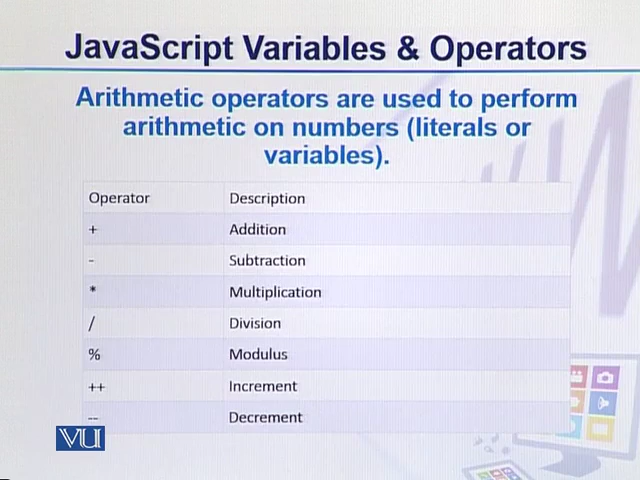 JavaScript Variables & Operators
Arithmetic operators are used to perform
arithmetic on numbers (literals or
variables).
Operator Description
+ Addition
- Subtraction
* Multiplication
/ Division
% Modulus
++ Increment
-- Decrement
VU